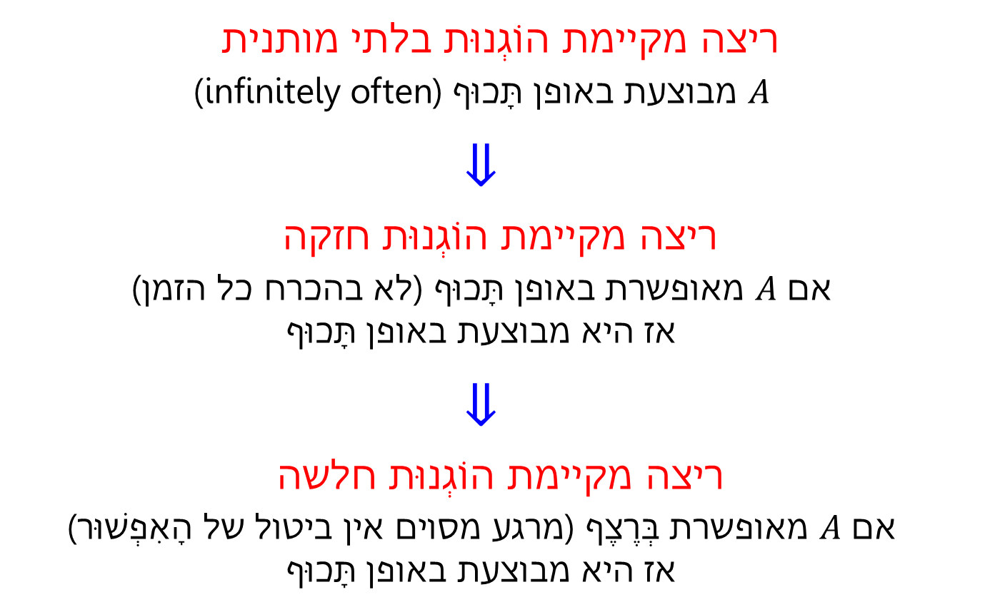 ריצה מקיימת הוֹגְנוּת בלתי מותנית
A מבוצעת באופן תָּכוּף (infinitely often)
⇓
ריצה מקיימת הוֹגְנוּת חזקה
אם A מאופשרת באופן תָּכוּף (לא בהכרח כל הזמן)
אז היא מבוצעת באופן תָּכוּף
⇓
ריצה מקיימת הוֹגְנוּת חלשה
אם A מאופשרת בְּרֶצֶף (מרגע מסוים אין ביטול של הָאִפְשׁוּר)
אז היא מבוצעת באופן תָּכוּף